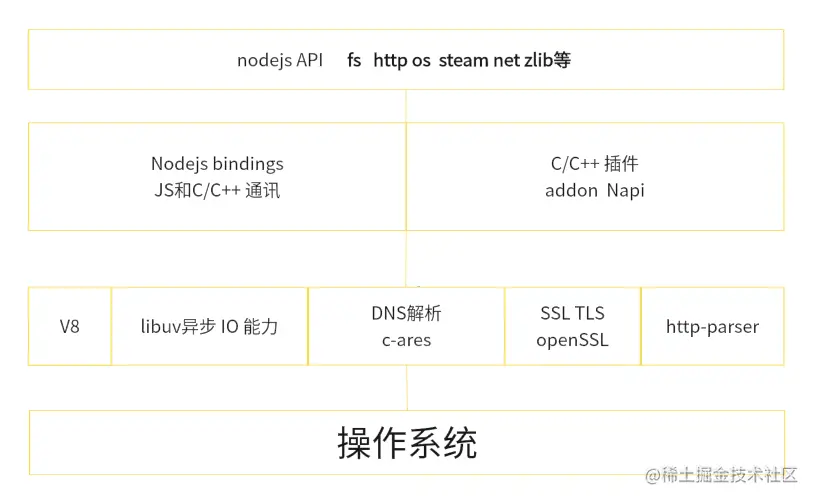 nodejs API fs http os steam net zlib等
Nodejs bindings
JS和C/C++ 通讯
C/C++ 插件
addon Napi
V8
libuv异步 IO 能力
DNS解析
c-ares
SSL TLS
openSSL
http-parser
操作系统
@稀土掘金技术社区